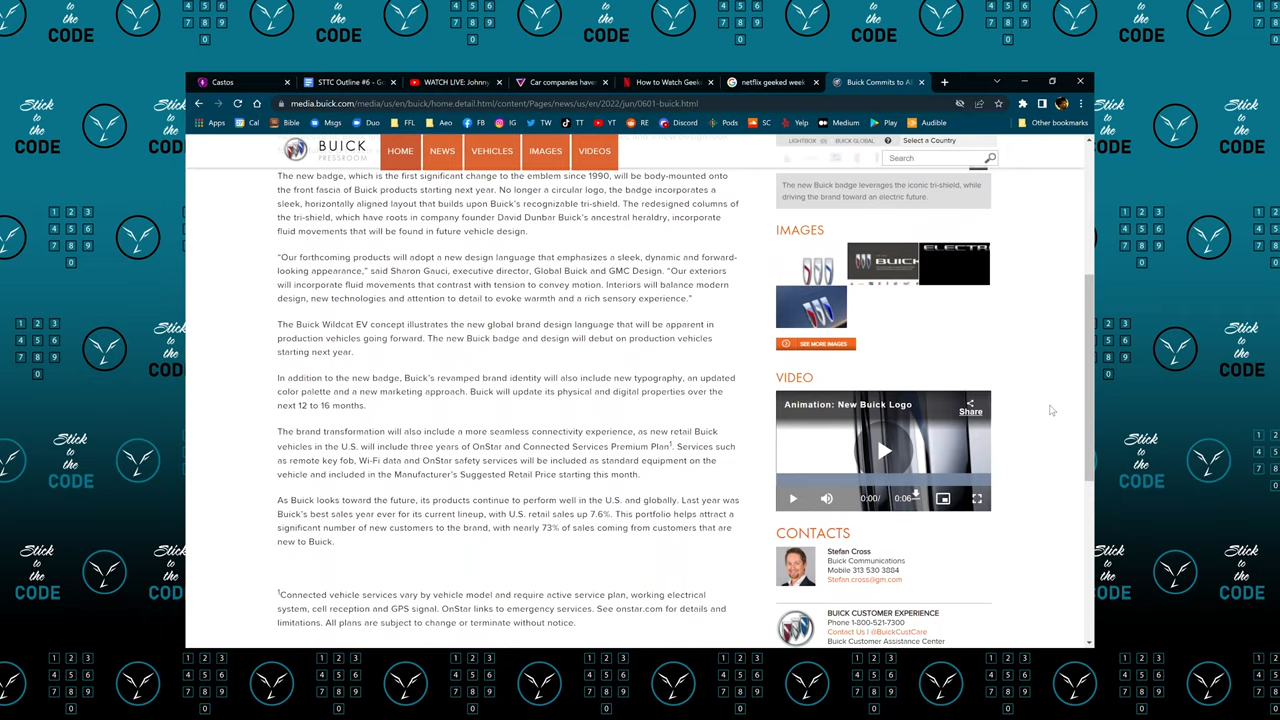 Stick
to
the
CODE
1 2 3
4 5 6
7 8 9
0
Castos
STTC Outline #6 - Go
WATCH LIVE: Johnny
Car companies have
How to Watch Geek
netflix geeked week
Buick Commits to Al
media.buick.com/media/us/en/buick/home.detail.html/content/Pages/news/us/en/2022/jun/0601-buick.html
Apps Cal Bible Msgs Duo FFL Aeo FB IG TW TT YT RE Discord Pods SC Yelp Medium Play Audible Other bookmarks
BUICK
PRESSROOM
HOME NEWS VEHICLES IMAGES VIDEOS
LIGHTBOX (0) BUICK GLOBAL Select a Country
Search
The new badge, which is the first significant change to the emblem since 1990, will be body-mounted onto
the front fascia of Buick products starting next year. No longer a circular logo, the badge incorporates a
sleek, horizontally aligned layout that builds upon Buick's recognizable tri-shield. The redesigned columns of
the tri-shield, which have roots in company founder David Dunbar Buick's ancestral heraldry, incorporate
fluid movements that will be found in future vehicle design.
“Our forthcoming products will adopt a new design language that emphasizes a sleek, dynamic and forward-
looking appearance,” said Sharon Gauci, executive director, Global Buick and GMC Design. “Our exteriors
will incorporate fluid movements that contrast with tension to convey motion. Interiors will balance modern
design, new technologies and attention to detail to evoke warmth and a rich sensory experience.”
The Buick Wildcat EV concept illustrates the new global brand design language that will be apparent in
production vehicles going forward. The new Buick badge and design will debut on production vehicles
starting next year.
In addition to the new badge, Buick's revamped brand identity will also include new typography, an updated
color palette and a new marketing approach. Buick will update its physical and digital properties over the
next 12 to 16 months.
The brand transformation will also include a more seamless connectivity experience, as new retail Buick
vehicles in the U.S. will include three years of OnStar and Connected Services Premium Plan1. Services such
as remote key fob, Wi-Fi data and OnStar safety services will be included as standard equipment on the
vehicle and included in the Manufacturer's Suggested Retail Price starting this month.
As Buick looks toward the future, its products continue to perform well in the U.S. and globally. Last year was
Buick's best sales year ever for its current lineup, with U.S. retail sales up 7.6%. This portfolio helps attract a
significant number of new customers to the brand, with nearly 73% of sales coming from customers that are
new to Buick.
1Connected vehicle services vary by vehicle model and require active service plan, working electrical
system, cell reception and GPS signal. OnStar links to emergency services. See onstar.com for details and
limitations. All plans are subject to change or terminate without notice.
The new Buick badge leverages the iconic tri-shield, while
driving the brand toward an electric future.
IMAGES
BUICK
ELECTR
SEE MORE IMAGES
VIDEO
Animation: New Buick Logo
Share
0:00/ 0:06
CONTACTS
Stefan Cross
Buick Communications
Mobile 313 530 3884
Stefan.cross@gm.com
BUICK CUSTOMER EXPERIENCE
Phone 1-800-521-7300
Contact Us | @BuickCustCare
Buick Customer Assistance Center